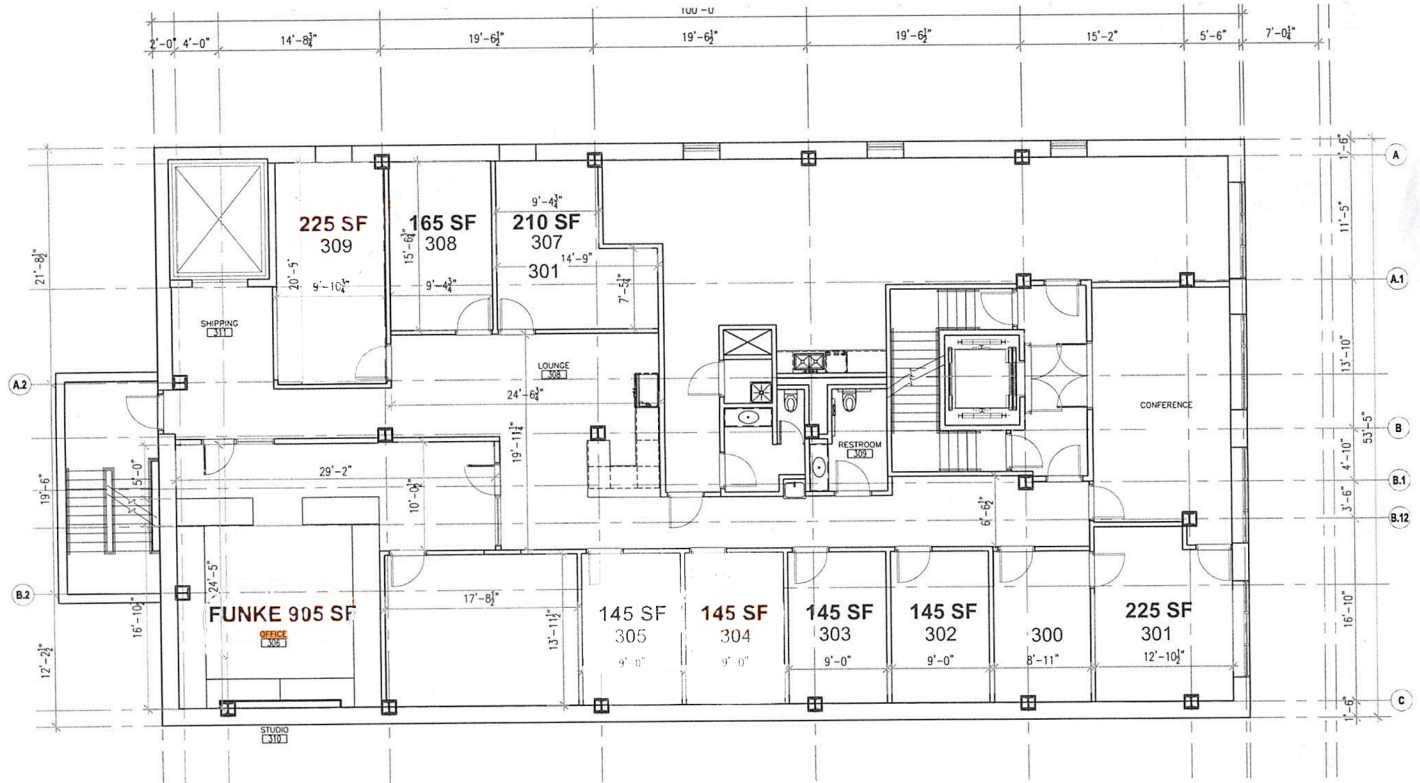 100'-0"
2'-0"
4'-0"
14'-8¾"
19'-6½"
19'-6½"
19'-6½"
15'-2"
5'-6"
7'-0¼"
1'-6"
A
225 SF
309
165 SF
308
210 SF
307
301
9'-4¾"
14'-9"
15'-6¾"
20'-9"
9'-10¾"
9'-4¾"
11'-5"
21'-8½"
A.1
SHIPPING
311
LOUNGE
308
24'-6¾"
13'-10"
A.2
CONFERENCE
B
53'-5"
RESTROOM
309
19'-11¼"
4'-10"
29'-2"
5'-0"
19'-6"
10'-0½"
6'-6½"
B.1
3'-6"
B.12
24'-5"
B.2
17'-8½"
13'-11½"
16'-10½"
16'-10"
FUNKE 905 SF
OFFICE
306
145 SF
305
9'-0"
145 SF
304
9'-0"
145 SF
303
9'-0"
145 SF
302
9'-0"
300
8'-11"
225 SF
301
12'-10½"
12'-2½"
C
1'-6"
STUDIO
310